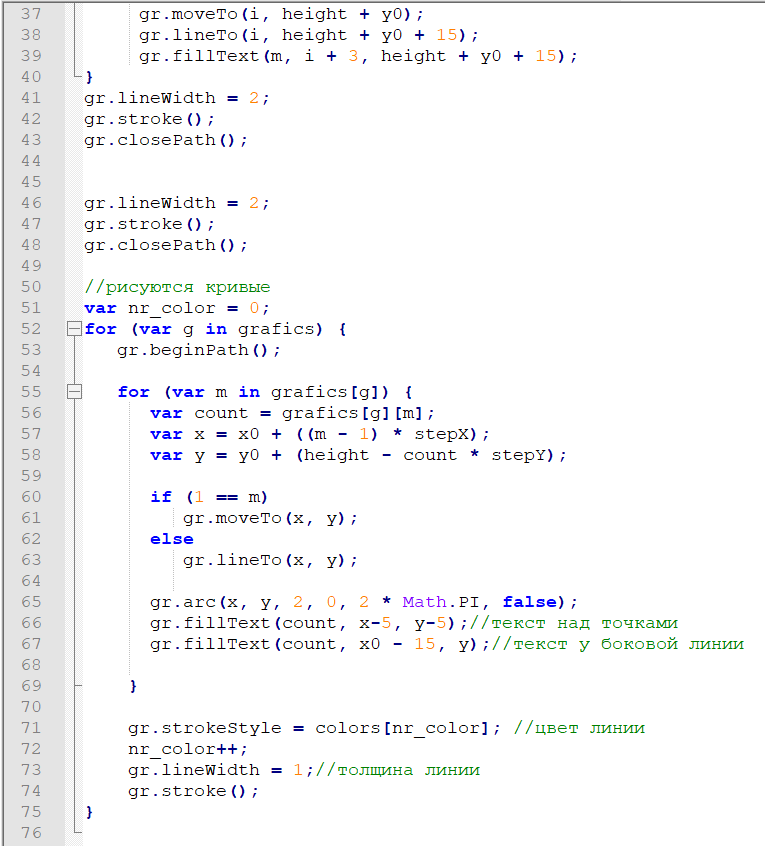 37 gr.moveTo(i, height + y0);
38 gr.lineTo(i, height + y0 + 15);
39 gr.fillText(m, i + 3, height + y0 + 15);
40 }
41 gr.lineWidth = 2;
42 gr.stroke();
43 gr.closePath();
44
45
46 gr.lineWidth = 2;
47 gr.stroke();
48 gr.closePath();
49
50 //рисуются кривые
51 var nr_color = 0;
52 for (var g in grafics) {
53 gr.beginPath();
54
55 for (var m in grafics[g]) {
56 var count = grafics[g][m];
57 var x = x0 + ((m - 1) * stepX);
58 var y = y0 + (height - count * stepY);
59
60 if (1 == m)
61 gr.moveTo(x, y);
62 else
63 gr.lineTo(x, y);
64
65 gr.arc(x, y, 2, 0, 2 * Math.PI, false);
66 gr.fillText(count, x-5, y-5);//текст над точками
67 gr.fillText(count, x0 - 15, y);//текст у боковой линии
68
69 }
70
71 gr.strokeStyle = colors[nr_color]; //цвет линии
72 nr_color++;
73 gr.lineWidth = 1;//толщина линии
74 gr.stroke();
75 }
76